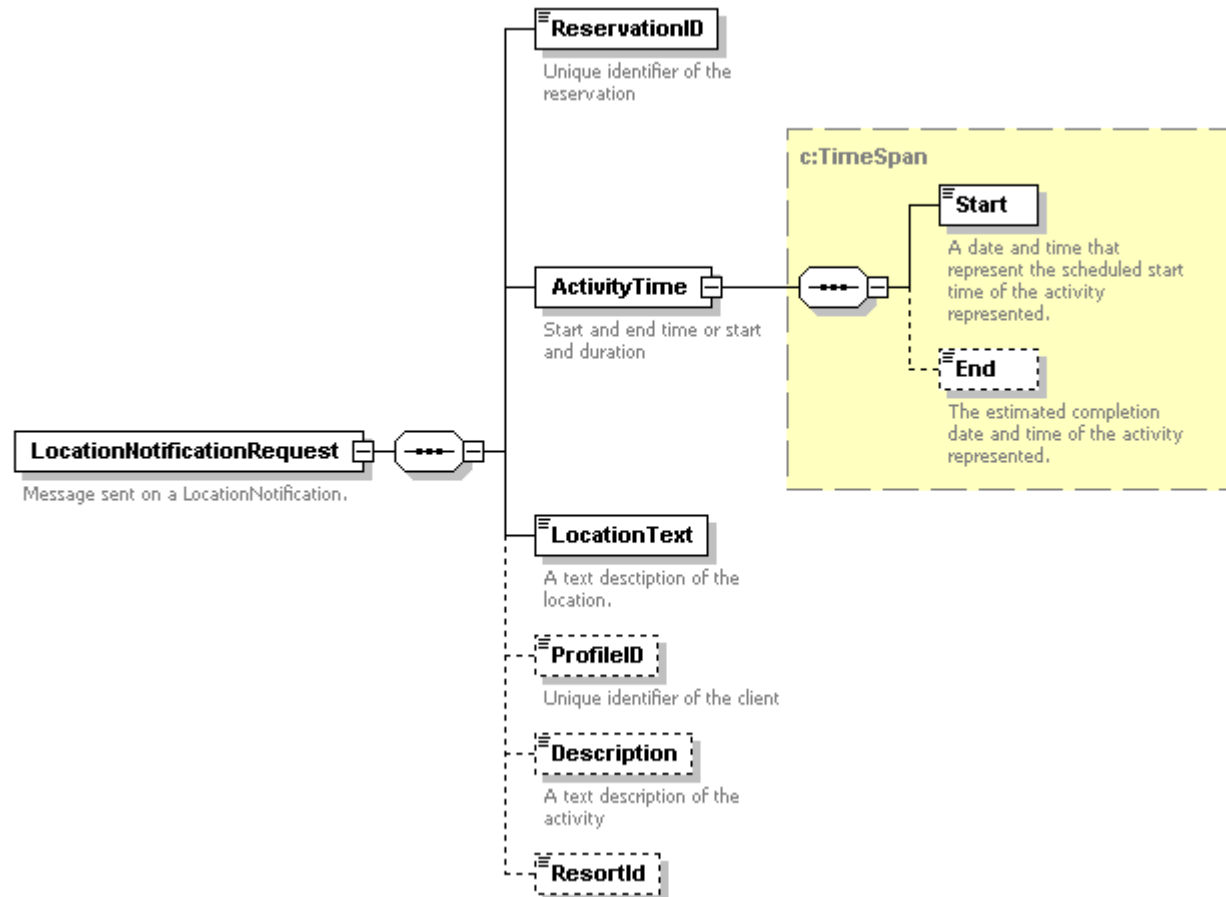 ReservationID
Unique identifier of the
reservation
c:TimeSpan
Start
A date and time that
represent the scheduled start
time of the activity
represented.
ActivityTime
Start and end time or start
and duration
End
The estimated completion
date and time of the activity
represented.
LocationNotificationRequest
Message sent on a LocationNotification.
LocationText
A text desctiption of the
location.
ProfileID
Unique identifier of the client
Description
A text description of the
activity
ResortId